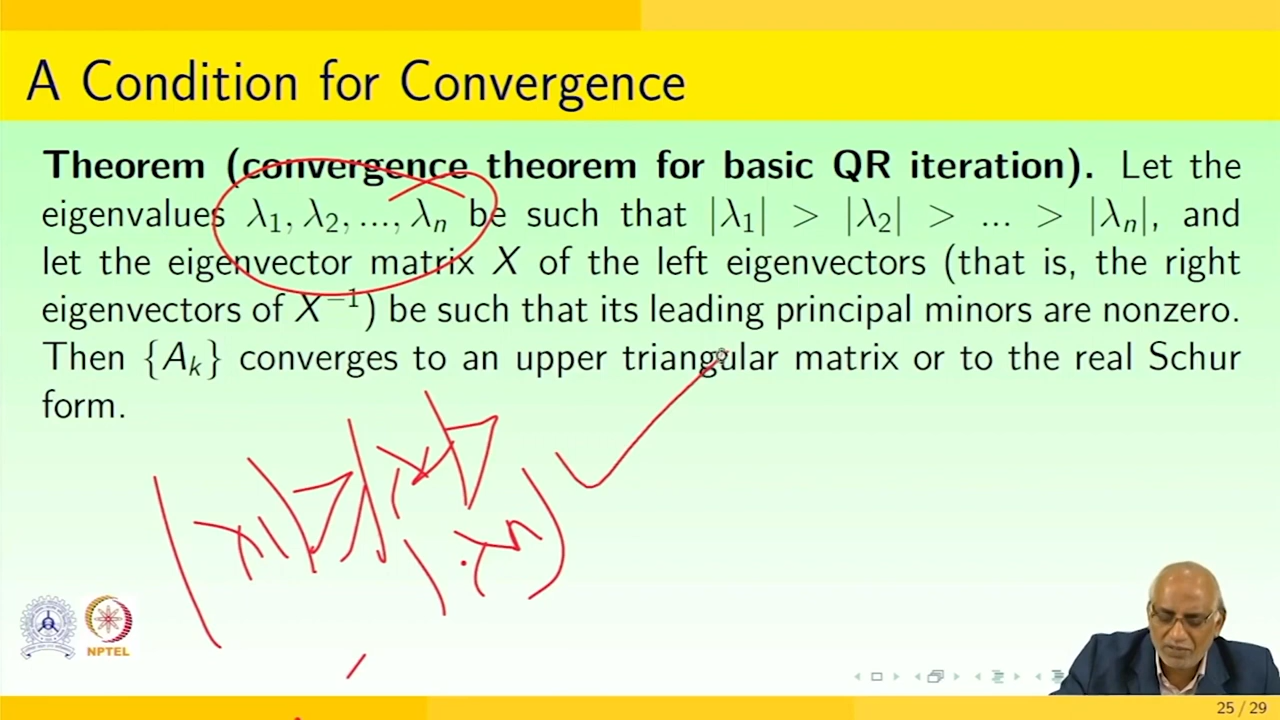 A Condition for Convergence
Theorem (convergence theorem for basic QR iteration). Let the
eigenvalues λ₁, λ₂, ..., λₙ be such that |λ₁| > |λ₂| > ... > |λₙ|, and
let the eigenvector matrix X of the left eigenvectors (that is, the right
eigenvectors of X⁻¹) be such that its leading principal minors are nonzero.
Then {Aₖ} converges to an upper triangular matrix or to the real Schur
form.
NPTEL
25 / 29